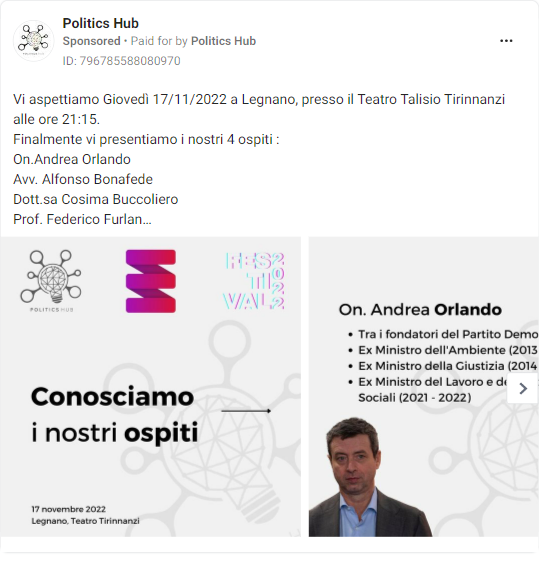 Politics Hub
Sponsored • Paid for by Politics Hub
ID: 796785588080970
Vi aspettiamo Giovedì 17/11/2022 a Legnano, presso il Teatro Talisio Tirinnanzi
alle ore 21:15.
Finalmente vi presentiamo i nostri 4 ospiti :
On.Andrea Orlando
Avv. Alfonso Bonafede
Dott.sa Cosima Buccoliero
Prof. Federico Furlan...
POLITICS HUB
FES
TI
VAL
2022
Conosciamo
i nostri ospiti
17 novembre 2022
Legnano, Teatro Tirinnanzi
On. Andrea Orlando
• Tra i fondatori del Partito Demo
• Ex Ministro dell'Ambiente (2013
• Ex Ministro della Giustizia (2014
• Ex Ministro del Lavoro e de
Sociali (2021 - 2022)